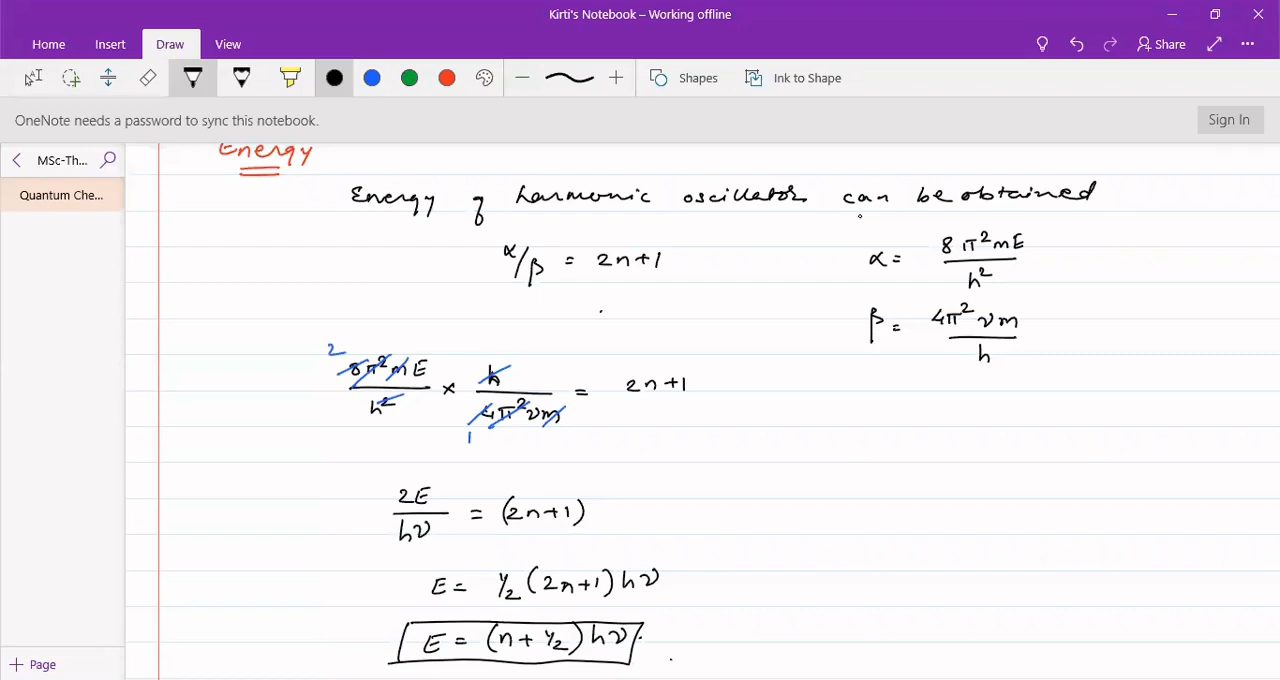 Kirti's Notebook – Working offline
Home Insert Draw View
Share
Shapes Ink to Shape
OneNote needs a password to sync this notebook.
Sign In
MSc-Th...
Quantum Che...
Energy
Energy of harmonic oscillator can be obtained
α/β = 2n+1
α = 8π²mE / h²
β = 4π²νm / h
2
8π²mE / h² × h / 4π²νm = 2n+1
1
2E / hν = (2n+1)
E = 1/2 (2n+1) hν
E = (n + 1/2) hν
Page